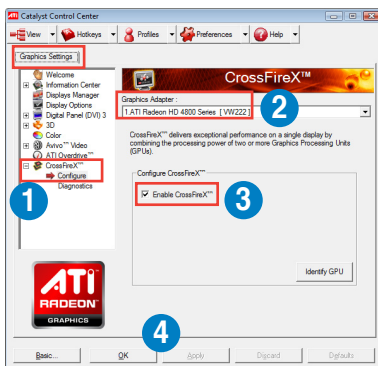 ATI Catalyst Control Center
View Hotkeys Profiles Preferences Help
Graphics Settings
Welcome
Information Center
Displays Manager
Display Options
Digital Panel (DVI) 3
3D
Color
Avivo™ Video
ATI Overdrive™
CrossFireX™
Configure
Diagnostics
1
CrossFireX™
Graphics Adapter :
1.ATI Radeon HD 4800 Series [ VW222 ]
2
CrossFireX™ delivers exceptional performance on a single display by
combining the processing power of two or more Graphics Processing Units
(GPUs).
Configure CrossFireX™
Enable CrossFireX™
3
Identify GPU
ATI
RADEON
GRAPHICS
4
Basic... OK Apply Discard Defaults